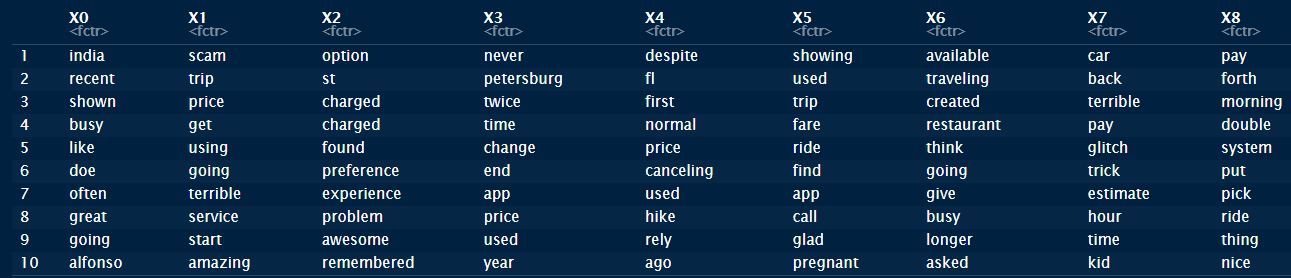 X0 X1 X2 X3 X4 X5 X6 X7 X8
<fctr> <fctr> <fctr> <fctr> <fctr> <fctr> <fctr> <fctr> <fctr>
1 india scam option never despite showing available car pay
2 recent trip st petersburg fl used traveling back forth
3 shown price charged twice first trip created terrible morning
4 busy get charged time normal fare restaurant pay double
5 like using found change price ride think glitch system
6 doe going preference end canceling find going trick put
7 often terrible experience app used app give estimate pick
8 great service problem price hike call busy hour ride
9 going start awesome used rely glad longer time thing
10 alfonso amazing remembered year ago pregnant asked kid nice